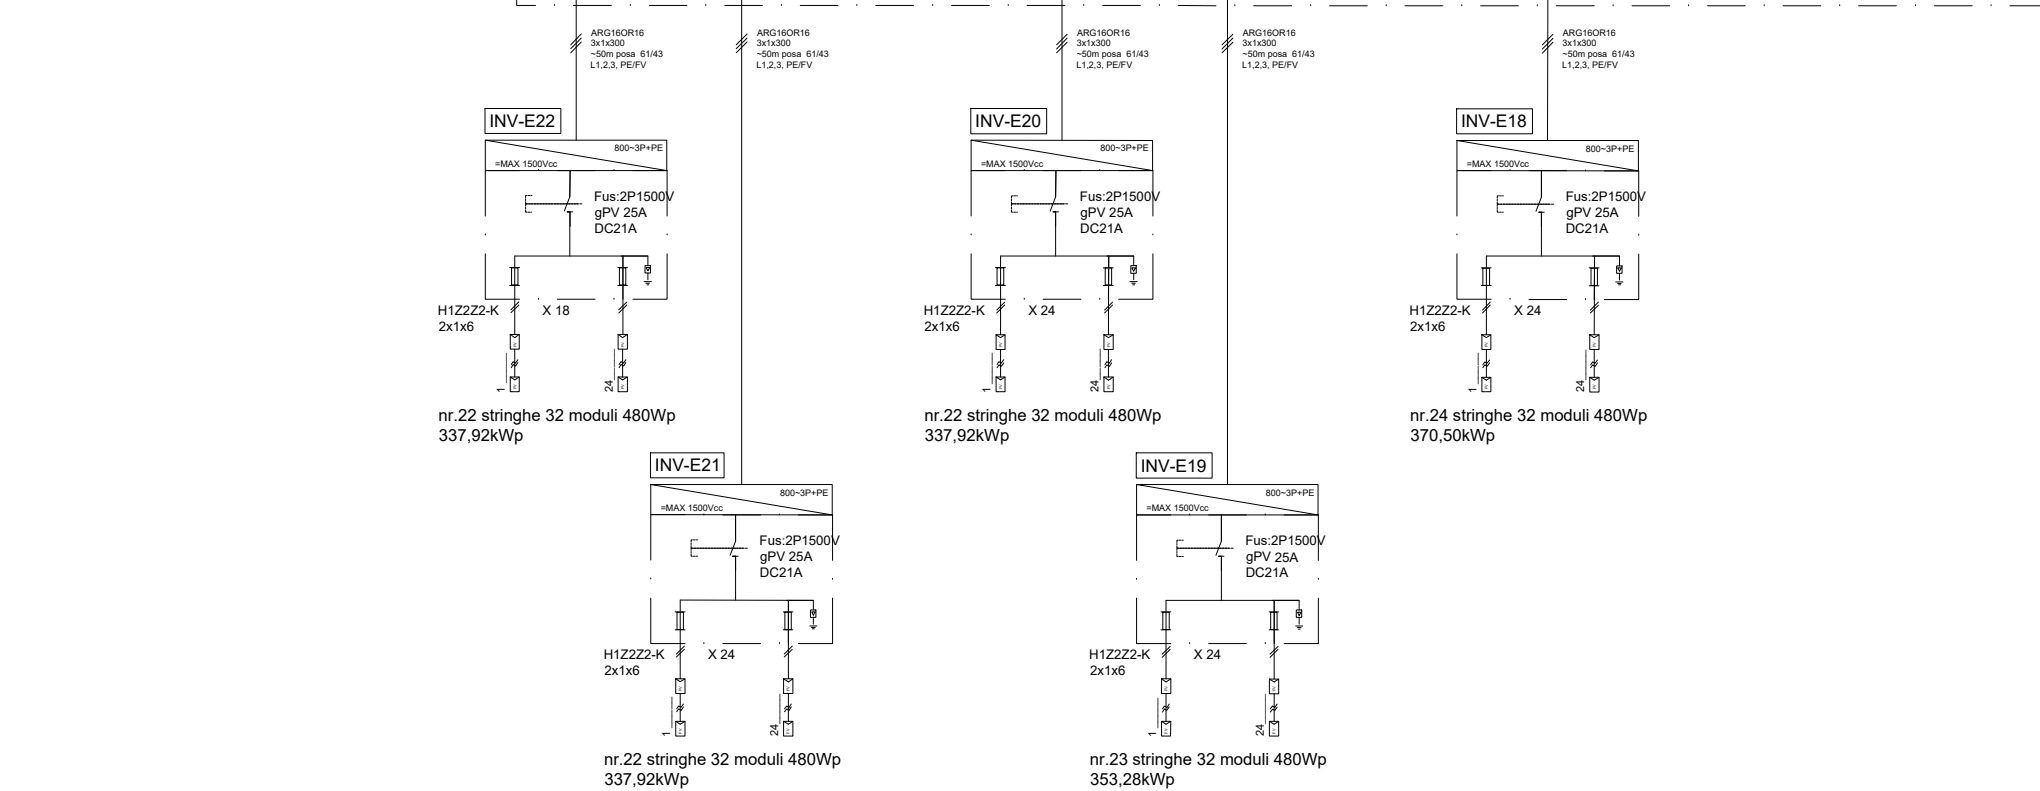 ARG16OR16
3x1x300
~50m posa 61/43
L1,2,3, PE/FV
ARG16OR16
3x1x300
~50m posa 61/43
L1,2,3, PE/FV
ARG16OR16
3x1x300
~50m posa 61/43
L1,2,3, PE/FV
ARG16OR16
3x1x300
~50m posa 61/43
L1,2,3, PE/FV
ARG16OR16
3x1x300
~50m posa 61/43
L1,2,3, PE/FV
INV-E22
800~3P+PE
=MAX 1500Vcc
Fus:2P1500V
gPV 25A
DC21A
H1Z2Z2-K
2x1x6
X 18
1
24
nr.22 stringhe 32 moduli 480Wp
337,92kWp
INV-E20
800~3P+PE
=MAX 1500Vcc
Fus:2P1500V
gPV 25A
DC21A
H1Z2Z2-K
2x1x6
X 24
1
24
nr.22 stringhe 32 moduli 480Wp
337,92kWp
INV-E18
800~3P+PE
=MAX 1500Vcc
Fus:2P1500V
gPV 25A
DC21A
H1Z2Z2-K
2x1x6
X 24
1
24
nr.24 stringhe 32 moduli 480Wp
370,50kWp
INV-E21
800~3P+PE
=MAX 1500Vcc
Fus:2P1500V
gPV 25A
DC21A
H1Z2Z2-K
2x1x6
X 24
1
24
nr.22 stringhe 32 moduli 480Wp
337,92kWp
INV-E19
800~3P+PE
=MAX 1500Vcc
Fus:2P1500V
gPV 25A
DC21A
H1Z2Z2-K
2x1x6
X 24
1
24
nr.23 stringhe 32 moduli 480Wp
353,28kWp